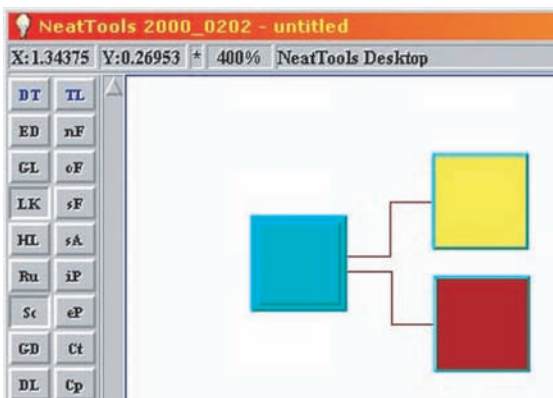 NeatTools 2000_0202 - untitled
X:1.34375 Y:0.26953 * 400% NeatTools Desktop
DT TL
ED nF
GL oF
LK sF
HL sA
Ru iP
Sc eP
GD Ct
DL Cp